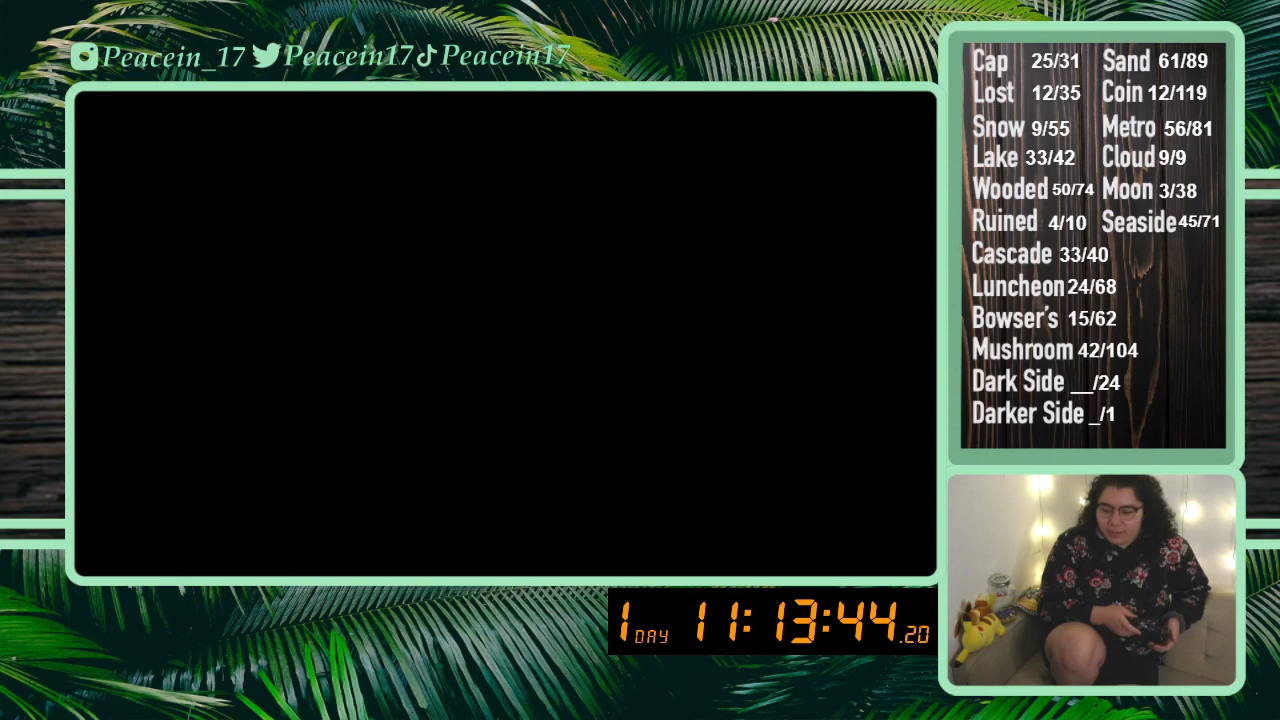 Peacein_17 Peacein17 Peacein17
Cap 25/31 Sand 61/89
Lost 12/35 Coin 12/119
Snow 9/55 Metro 56/81
Lake 33/42 Cloud 9/9
Wooded 50/74 Moon 3/38
Ruined 4/10 Seaside 45/71
Cascade 33/40
Luncheon 24/68
Bowser's 15/62
Mushroom 42/104
Dark Side __/24
Darker Side _/1
1 DAY 11:13:44.20